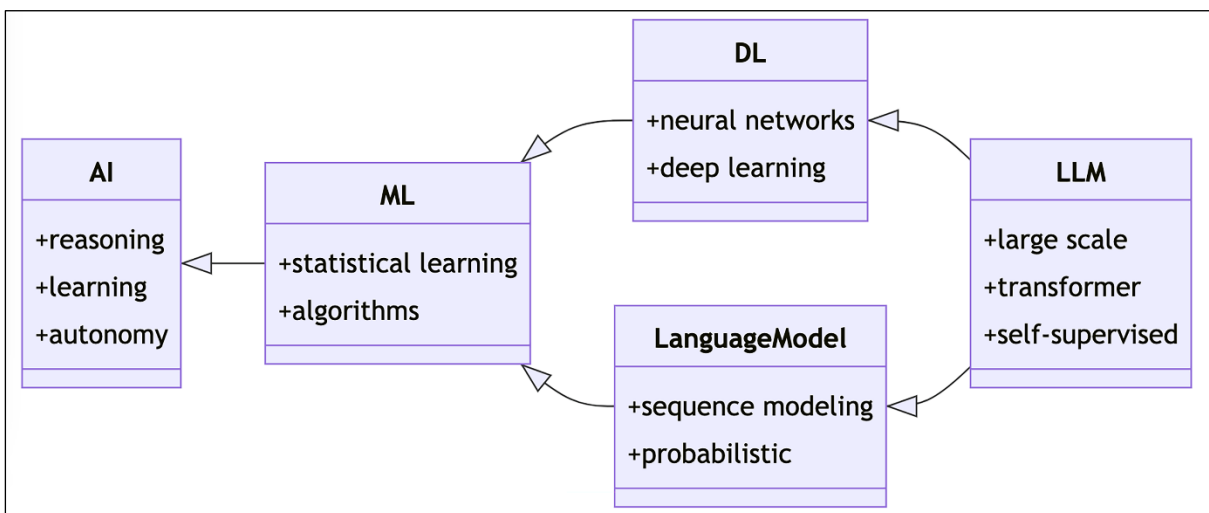 AI
+reasoning
+learning
+autonomy
ML
+statistical learning
+algorithms
DL
+neural networks
+deep learning
LanguageModel
+sequence modeling
+probabilistic
LLM
+large scale
+transformer
+self-supervised